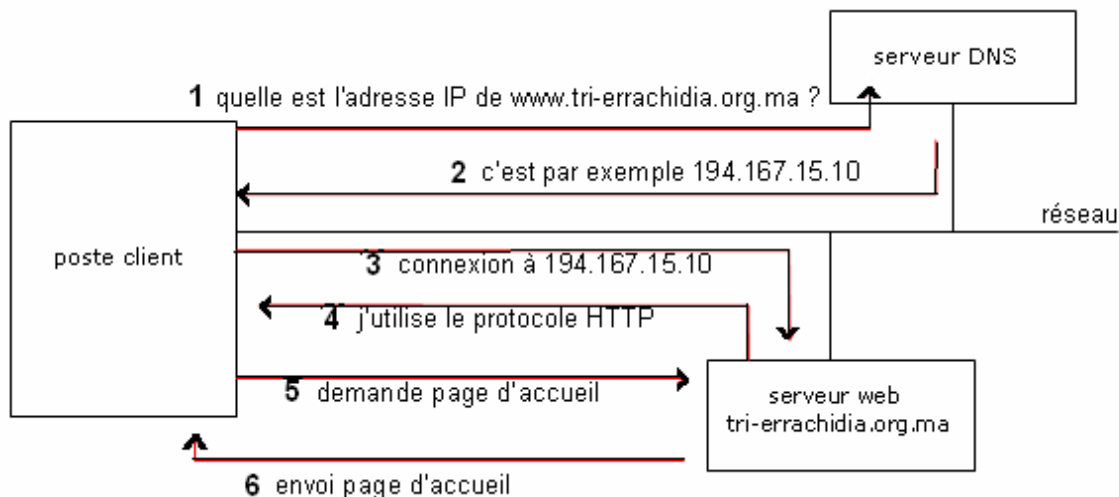 serveur DNS
1 quelle est l'adresse IP de www.tri-errachidia.org.ma ?
2 c'est par exemple 194.167.15.10
réseau
poste client
3 connexion à 194.167.15.10
4 j'utilise le protocole HTTP
5 demande page d'accueil
serveur web
tri-errachidia.org.ma
6 envoi page d'accueil